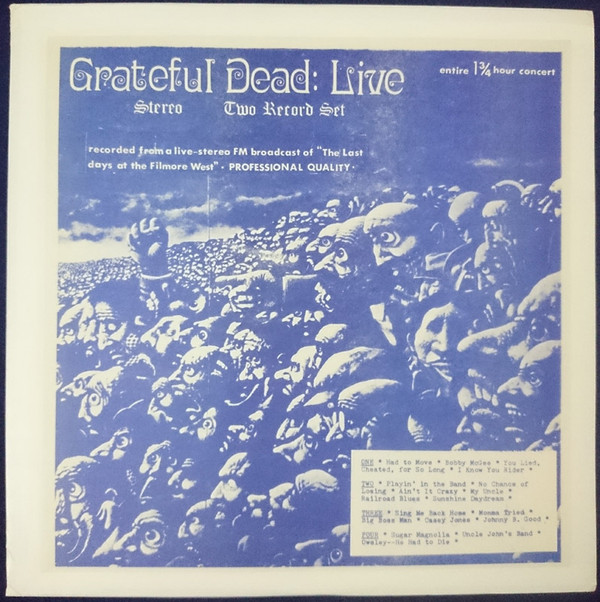 Grateful Dead: Live
entire 1¾ hour concert
Stereo Two Record Set
recorded from a live-stereo FM broadcast of "The Last
days at the Filmore West" · PROFESSIONAL QUALITY ·
ONE * Had to Move * Bobby McGee * You Lied,
Cheated, for So Long * I Know You Rider *
TWO * Playin' in the Band * No Chance of
Losing * Ain't It Crazy * My Uncle *
Railroad Blues * Sunshine Daydream *
THREE * Sing Me Back Home * Momma Tried *
Big Boss Man * Casey Jones * Johnny B. Good *
FOUR * Sugar Magnolia * Uncle John's Band *
Owsley--He Had to Die *